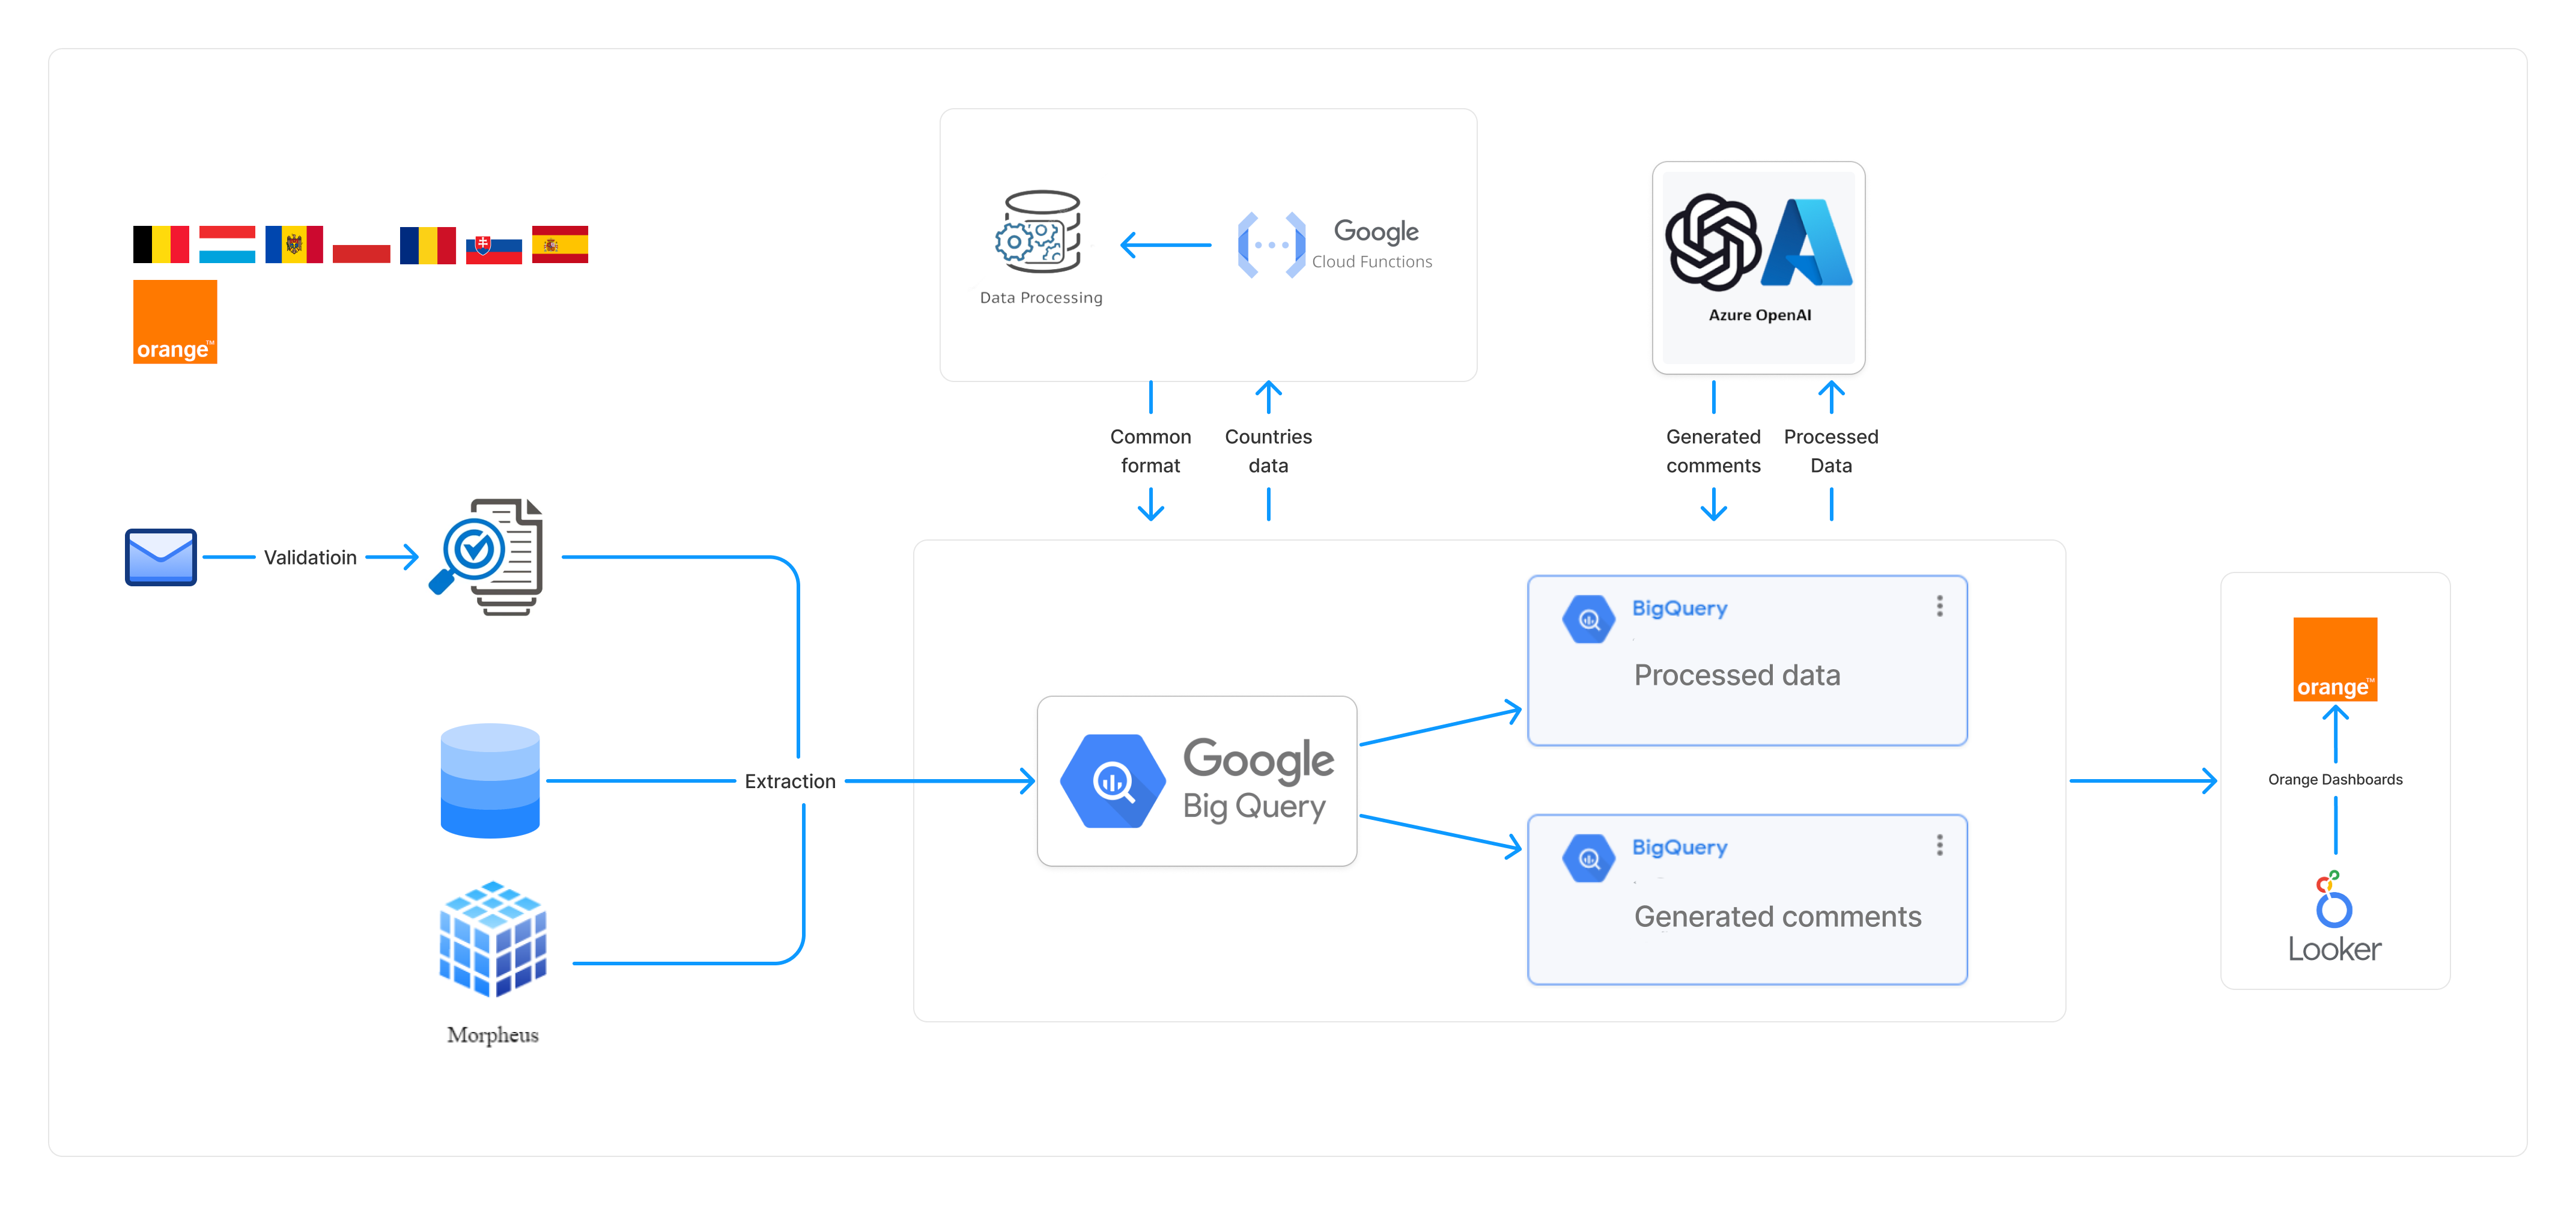 orange™
Validatioin
Extraction
Morpheus
Data Processing
Google
Cloud Functions
Common
format
Countries
data
Azure OpenAI
Generated
comments
Processed
Data
Google
Big Query
BigQuery
Processed data
BigQuery
Generated comments
orange™
Orange Dashboards
Looker